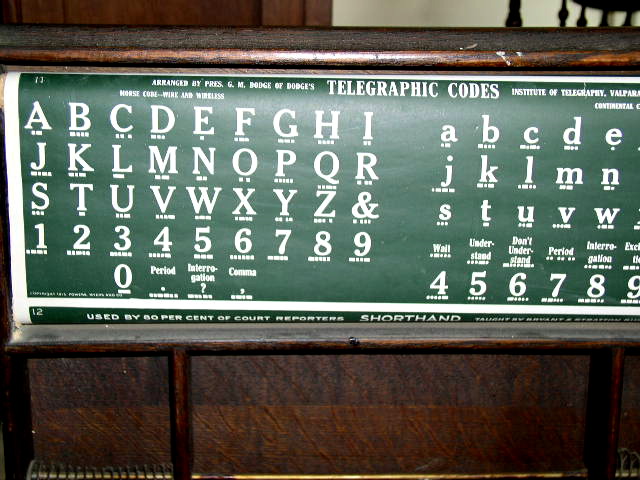 11 ARRANGED BY PRES. G. M. DODGE OF DODGE'S TELEGRAPHIC CODES INSTITUTE OF TELEGRAPHY, VALPARA
MORSE CODE--WIRE AND WIRELESS CONTINENTAL C
A B C D E F G H I a b c d e
J K L M N O P Q R j k l m n
S T U V W X Y Z & s t u v w
1 2 3 4 5 6 7 8 9 Wait Under-stand Don't Under-stand Period Interro-gation
0 Period . Interro-gation ? Comma , 4 5 6 7 8 9
COPYRIGHT
12 USED BY 80 PER CENT OF COURT REPORTERS SHORTHAND TAUGHT BY BRYANT &